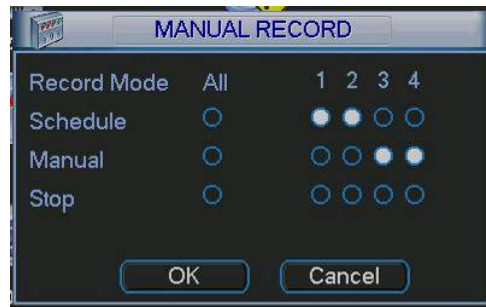 MANUAL RECORD
Record Mode All 1 2 3 4
Schedule
Manual
Stop
OK Cancel